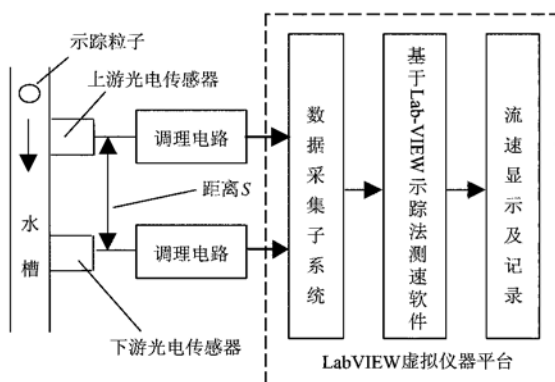 示踪粒子
上游光电传感器
调理电路
距离S
水槽
调理电路
下游光电传感器
数据采集子系统
基于Lab-VIEW示踪法测速软件
流速显示及记录
LabVIEW虚拟仪器平台